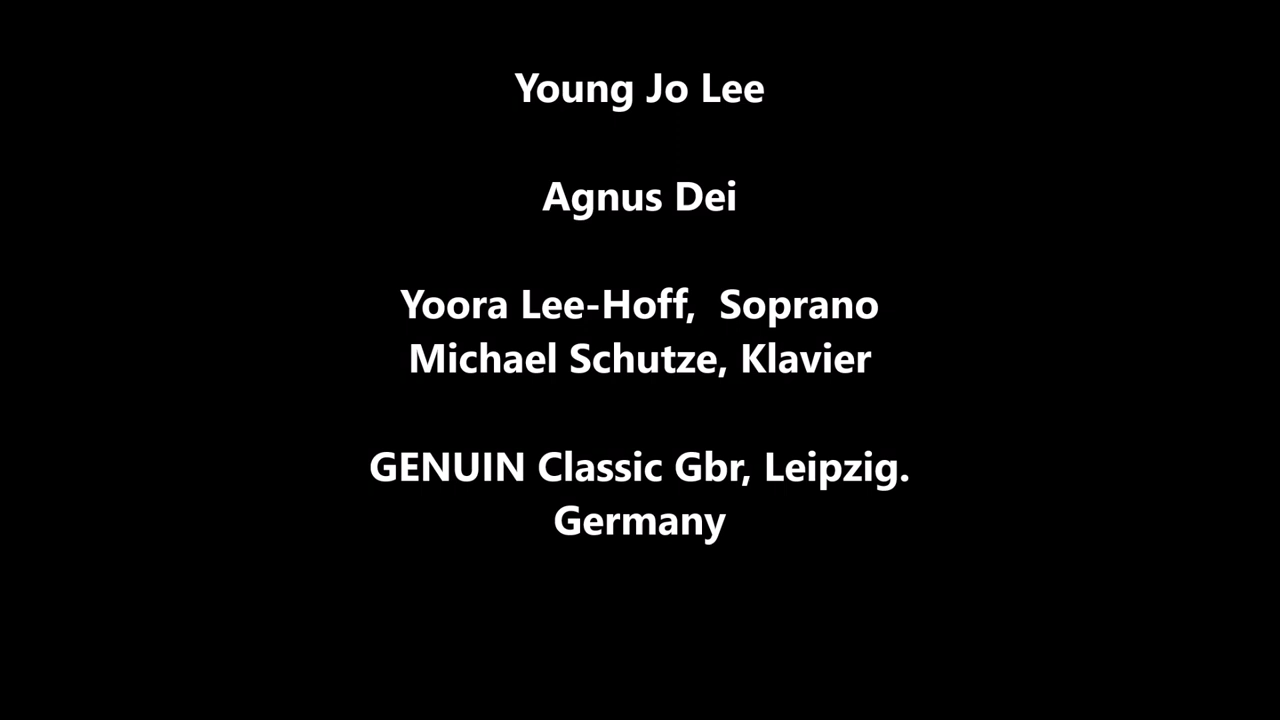 Young Jo Lee
Agnus Dei
Yoora Lee-Hoff,  Soprano
Michael Schutze, Klavier
GENUIN Classic Gbr, Leipzig.
Germany